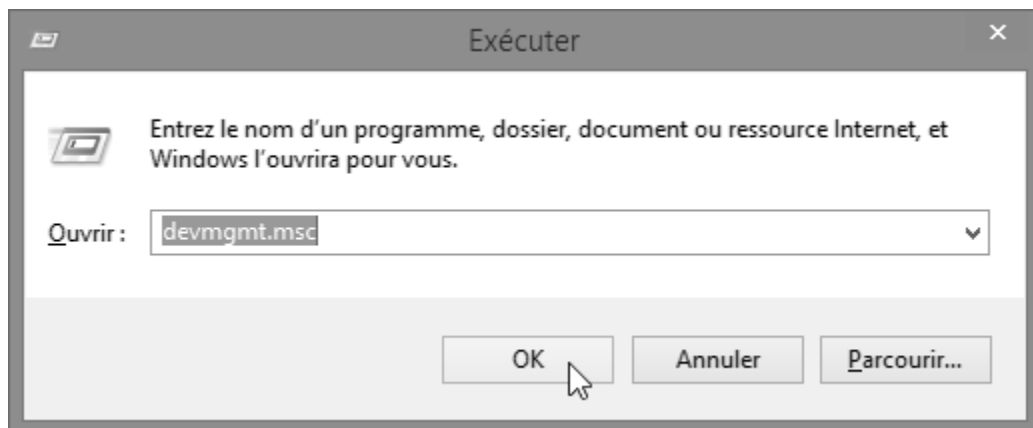 Exécuter
Entrez le nom d'un programme, dossier, document ou ressource Internet, et
Windows l'ouvrira pour vous.
Ouvrir : devmgmt.msc
OK Annuler Parcourir...